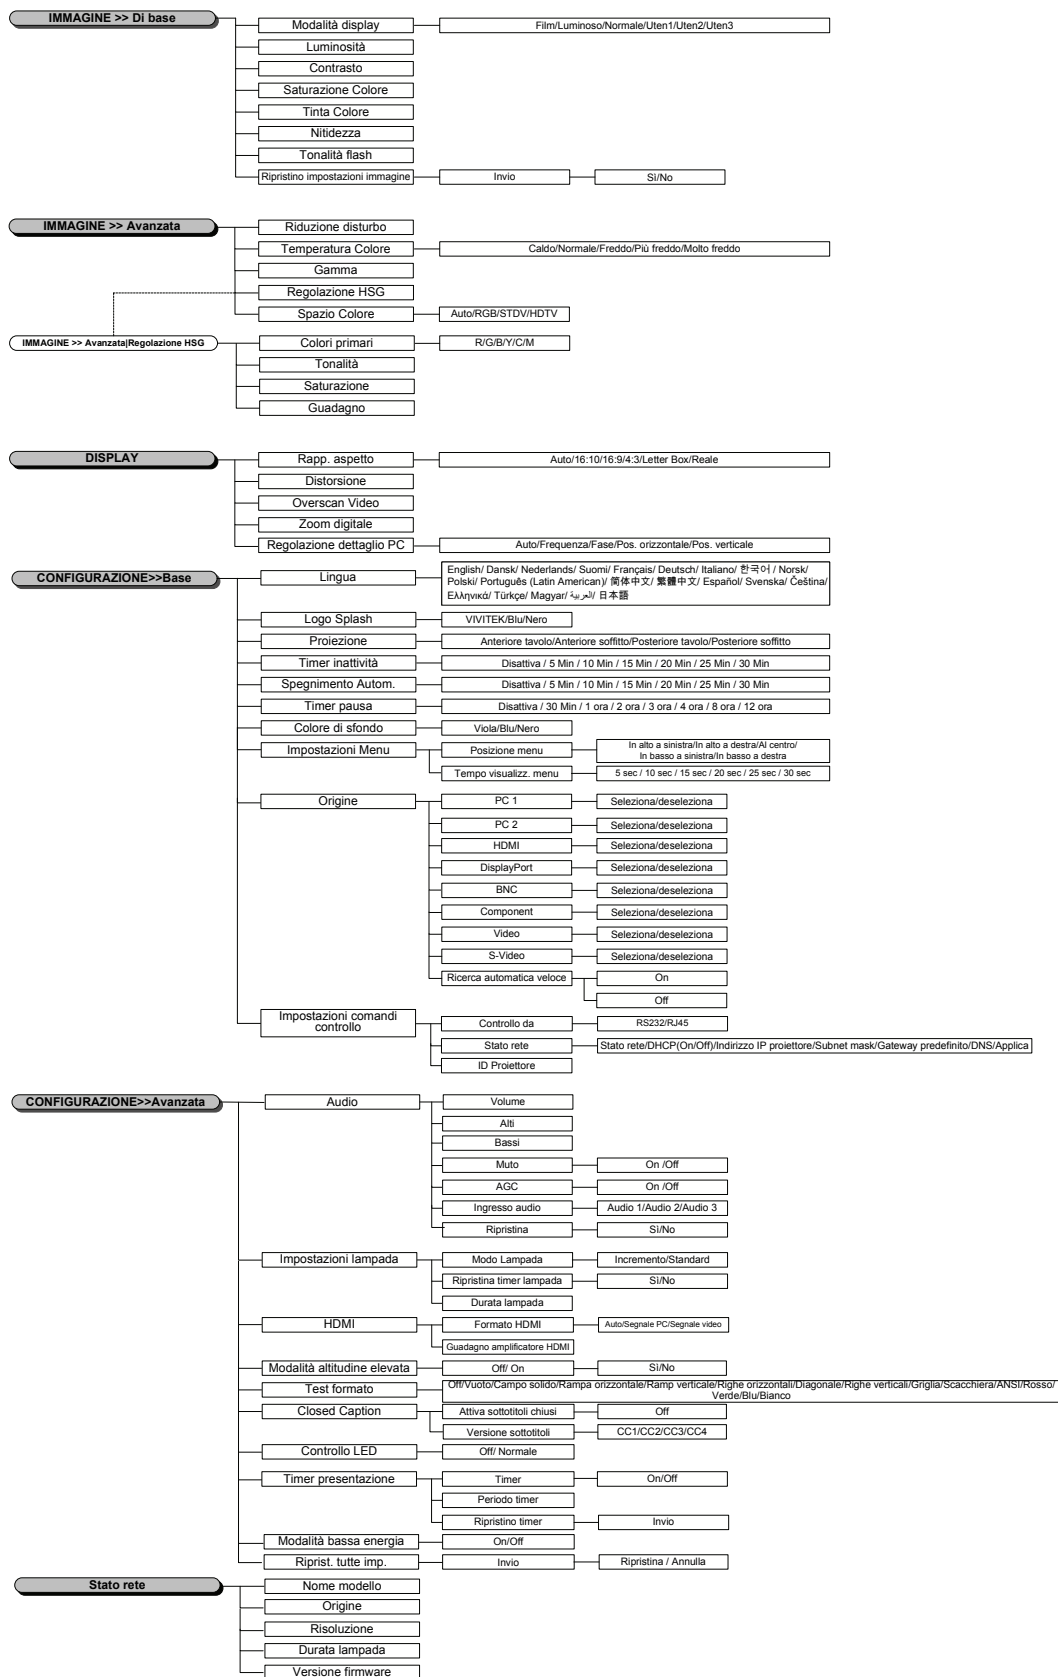 IMMAGINE >> Di base
Modalità display
Film/Luminoso/Normale/Uten1/Uten2/Uten3
Luminosità
Contrasto
Saturazione Colore
Tinta Colore
Nitidezza
Tonalità flash
Ripristino impostazioni immagine
Invio
Sì/No
IMMAGINE >> Avanzata
Riduzione disturbo
Temperatura Colore
Caldo/Normale/Freddo/Più freddo/Molto freddo
Gamma
Regolazione HSG
Spazio Colore
Auto/RGB/STDV/HDTV
IMMAGINE >> Avanzata|Regolazione HSG
Colori primari
R/G/B/Y/C/M
Tonalità
Saturazione
Guadagno
DISPLAY
Rapp. aspetto
Auto/16:10/16:9/4:3/Letter Box/Reale
Distorsione
Overscan Video
Zoom digitale
Regolazione dettaglio PC
Auto/Frequenza/Fase/Pos. orizzontale/Pos. verticale
CONFIGURAZIONE>>Base
Lingua
English/ Dansk/ Nederlands/ Suomi/ Français/ Deutsch/ Italiano/ 한국어 / Norsk/
Polski/ Português (Latin American)/ 简体中文/ 繁體中文/ Español/ Svenska/ Čeština/
Ελληνικά/ Türkçe/ Magyar/ العربية/ 日本語
Logo Splash
VIVITEK/Blu/Nero
Proiezione
Anteriore tavolo/Anteriore soffitto/Posteriore tavolo/Posteriore soffitto
Timer inattività
Disattiva / 5 Min / 10 Min / 15 Min / 20 Min / 25 Min / 30 Min
Spegnimento Autom.
Disattiva / 5 Min / 10 Min / 15 Min / 20 Min / 25 Min / 30 Min
Timer pausa
Disattiva / 30 Min / 1 ora / 2 ora / 3 ora / 4 ora / 8 ora / 12 ora
Colore di sfondo
Viola/Blu/Nero
Impostazioni Menu
Posizione menu
In alto a sinistra/In alto a destra/Al centro/
In basso a sinistra/In basso a destra
Tempo visualizz. menu
5 sec / 10 sec / 15 sec / 20 sec / 25 sec / 30 sec
Origine
PC 1
Seleziona/deseleziona
PC 2
Seleziona/deseleziona
HDMI
Seleziona/deseleziona
DisplayPort
Seleziona/deseleziona
BNC
Seleziona/deseleziona
Component
Seleziona/deseleziona
Video
Seleziona/deseleziona
S-Video
Seleziona/deseleziona
Ricerca automatica veloce
On
Off
Impostazioni comandi
controllo
Controllo da
RS232/RJ45
Stato rete
Stato rete/DHCP(On/Off)/Indirizzo IP proiettore/Subnet mask/Gateway predefinito/DNS/Applica
ID Proiettore
CONFIGURAZIONE>>Avanzata
Audio
Volume
Alti
Bassi
Muto
On /Off
AGC
On /Off
Ingresso audio
Audio 1/Audio 2/Audio 3
Ripristina
Sì/No
Impostazioni lampada
Modo Lampada
Incremento/Standard
Ripristina timer lampada
Sì/No
Durata lampada
HDMI
Formato HDMI
Auto/Segnale PC/Segnale video
Guadagno amplificatore HDMI
Modalità altitudine elevata
Off/ On
Sì/No
Test formato
Off/Vuoto/Campo solido/Rampa orizzontale/Ramp verticale/Righe orizzontali/Diagonale/Righe verticali/Griglia/Scacchiera/ANSI/Rosso/
Verde/Blu/Bianco
Closed Caption
Attiva sottotitoli chiusi
Off
Versione sottotitoli
CC1/CC2/CC3/CC4
Controllo LED
Off/ Normale
Timer presentazione
Timer
On/Off
Periodo timer
Ripristino timer
Invio
Modalità bassa energia
On/Off
Riprist. tutte imp.
Invio
Ripristina / Annulla
Stato rete
Nome modello
Origine
Risoluzione
Durata lampada
Versione firmware